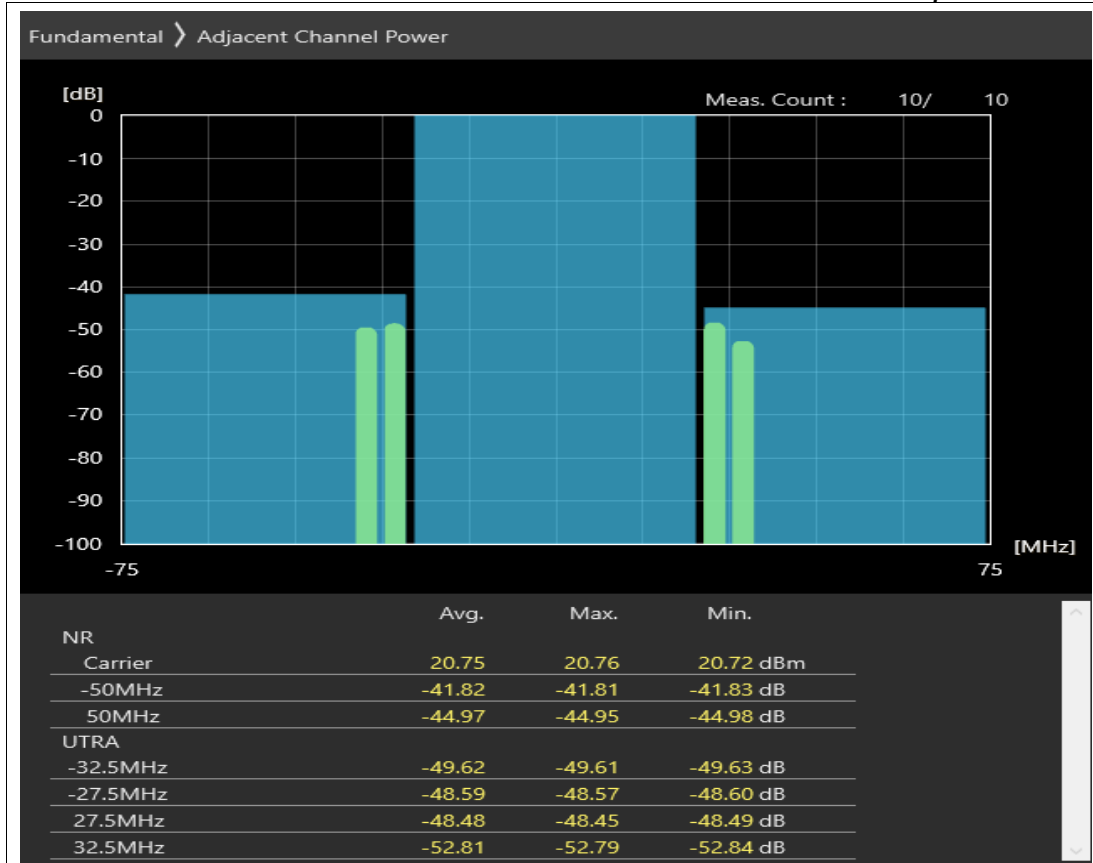 Fundamental 〉 Adjacent Channel Power
[dB]
Meas. Count : 10/ 10
0
-10
-20
-30
-40
-50
-60
-70
-80
-90
-100
[MHz]
-75 75
Avg. Max. Min.
NR
Carrier 20.75 20.76 20.72 dBm
-50MHz -41.82 -41.81 -41.83 dB
50MHz -44.97 -44.95 -44.98 dB
UTRA
-32.5MHz -49.62 -49.61 -49.63 dB
-27.5MHz -48.59 -48.57 -48.60 dB
27.5MHz -48.48 -48.45 -48.49 dB
32.5MHz -52.81 -52.79 -52.84 dB